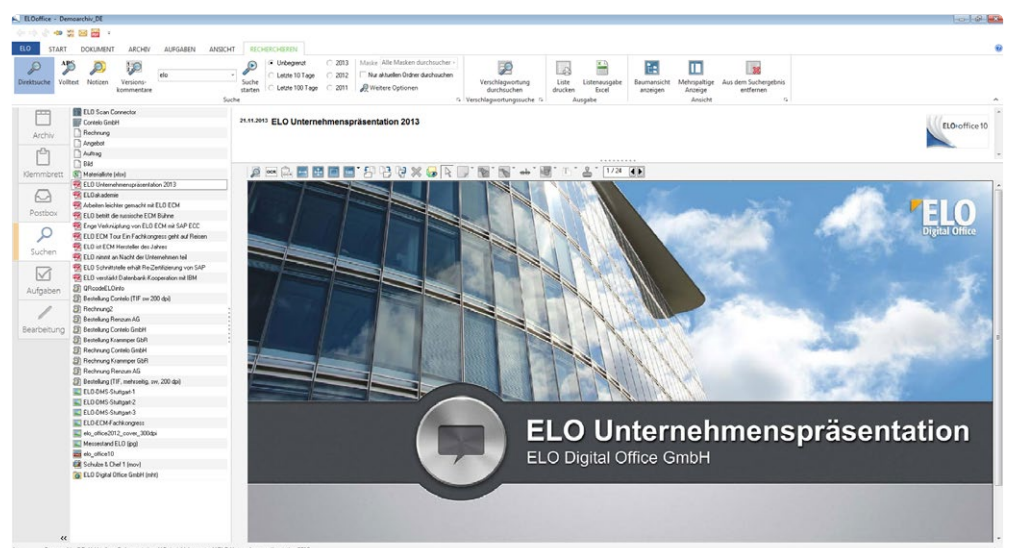 ELOoffice - Demoarchiv_DE
ELO START DOKUMENT ARCHIV AUFGABEN ANSICHT RECHERCHIEREN
Direktsuche
Volltext
Notizen
Versions-
kommentare
elo
Suche
starten
Unbegrenzt
Letzte 10 Tage
Letzte 100 Tage
2013
2012
2011
Maske Alle Masken durchsuchen
Nur aktuellen Ordner durchsuchen
Weitere Optionen
Suche
Verschlagwortung
durchsuchen
Verschlagwortungssuche
Liste
drucken
Listenausgabe
Excel
Ausgabe
Baumansicht
anzeigen
Mehrspaltige
Anzeige
Aus dem Suchergebnis
entfernen
Ansicht
Archiv
Klemmbrett
Postbox
Suchen
Aufgaben
Bearbeitung
ELO Scan Connector
Contelo GmbH
Rechnung
Angebot
Auftrag
Bild
Materialliste (xlsx)
ELO Unternehmenspräsentation 2013
ELOakademie
Arbeiten leichter gemacht mit ELO ECM
ELO betritt die russische ECM Bühne
Enge Verknüpfung von ELO ECM mit SAP ECC
ELO ECM Tour Ein Fachkongress geht auf Reisen
ELO ist ECM Hersteller des Jahres
ELO nimmt an Nacht der Unternehmen teil
ELO Schnittstelle erhält Re-Zertifizierung von SAP
ELO verstärkt Datenbank-Kooperation mit IBM
QRcodeELOinfo
Bestellung Contelo (TIF sw 200 dpi)
Rechnung2
Bestellung Renzum AG
Bestellung Contelo GmbH
Bestellung Krammper GbR
Rechnung Contelo GmbH
Rechnung Krammper GbR
Rechnung Renzum AG
Bestellung (TIF, mehrseitig, sw, 200 dpi)
ELO-DMS-Stuttgart-1
ELO-DMS-Stuttgart-2
ELO-DMS-Stuttgart-3
ELO-ECM-Fachkongress
elo_office2012_cover_300dpi
Messestand ELO (jpg)
elo_office10
Schulze & Chef 1 (mov)
ELO Digital Office GmbH (mht)
21.11.2013 ELO Unternehmenspräsentation 2013
ELOoffice 10
OCR
1 / 24
ELO
Digital Office
ELO Unternehmenspräsentation
ELO Digital Office GmbH